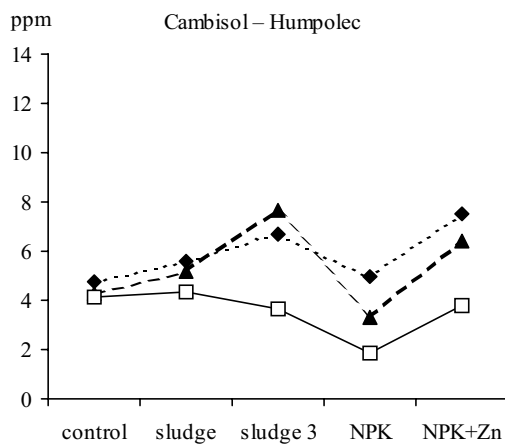 ppm
Cambisol – Humpolec
14
12
10
8
6
4
2
0
control sludge sludge 3 NPK NPK+Zn